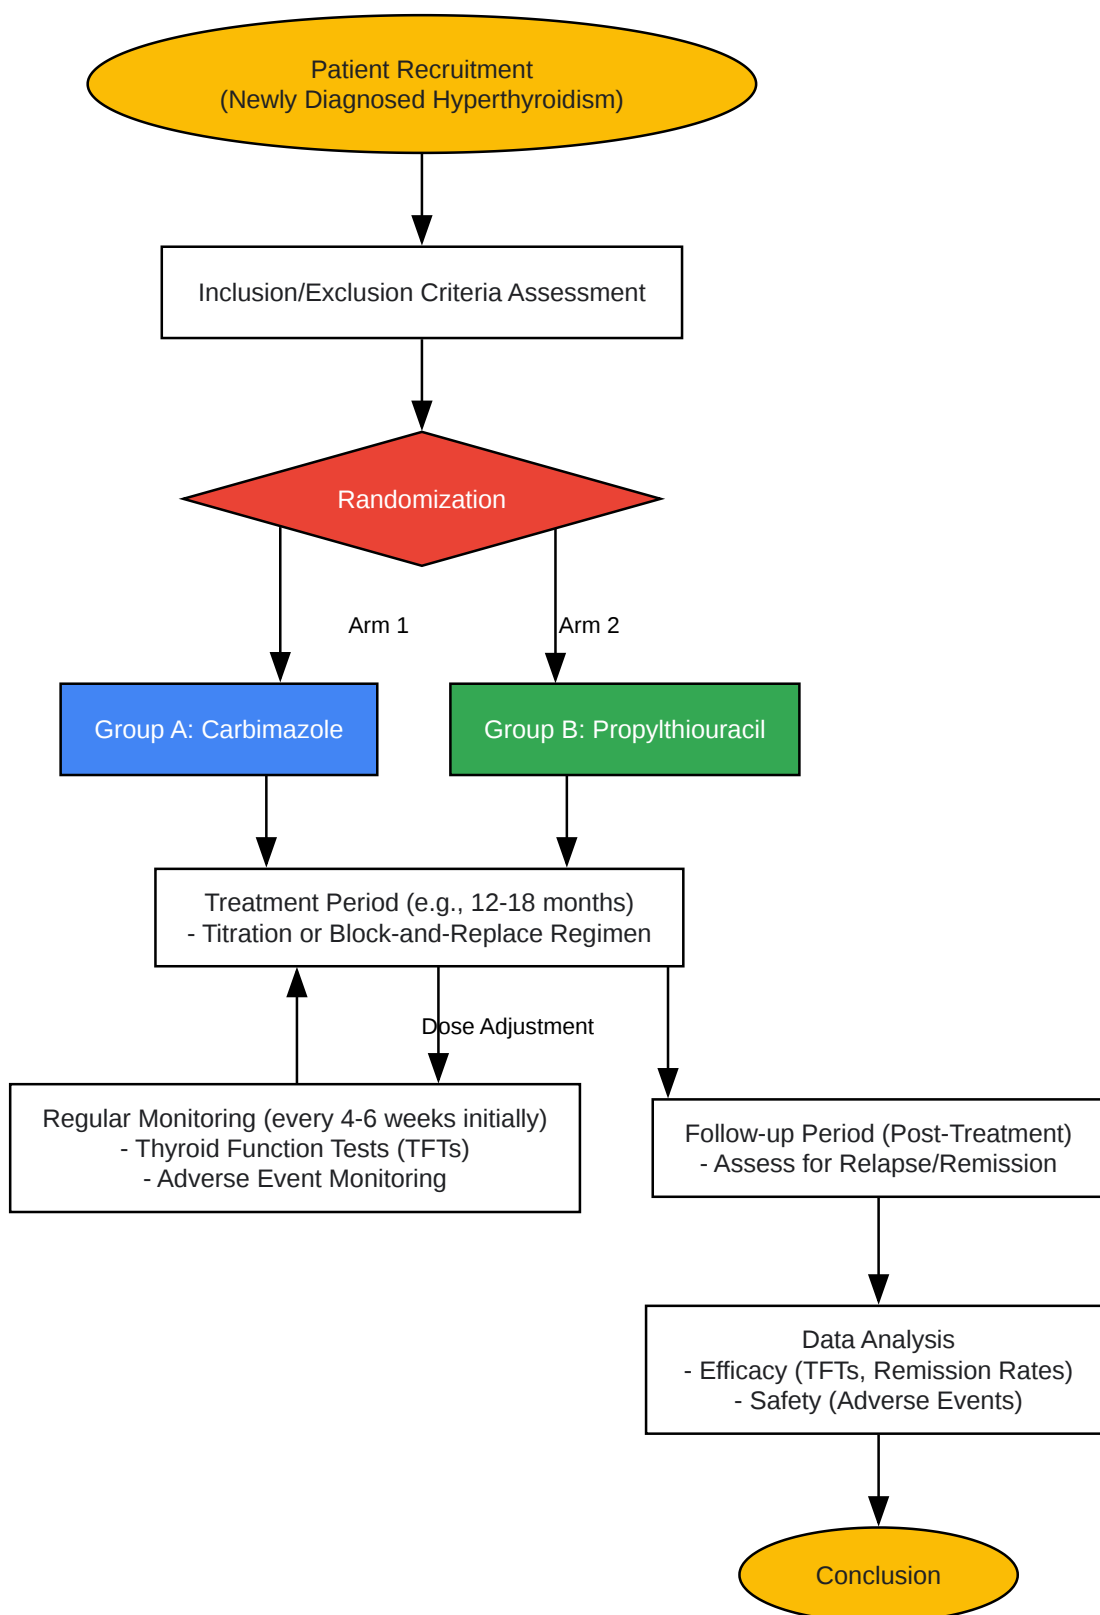 Patient Recruitment
(Newly Diagnosed Hyperthyroidism)
Inclusion/Exclusion Criteria Assessment
Randomization
Arm 1
Arm 2
Group A: Carbimazole
Group B: Propylthiouracil
Treatment Period (e.g., 12-18 months)
- Titration or Block-and-Replace Regimen
Dose Adjustment
Regular Monitoring (every 4-6 weeks initially)
- Thyroid Function Tests (TFTs)
- Adverse Event Monitoring
Follow-up Period (Post-Treatment)
- Assess for Relapse/Remission
Data Analysis
- Efficacy (TFTs, Remission Rates)
- Safety (Adverse Events)
Conclusion